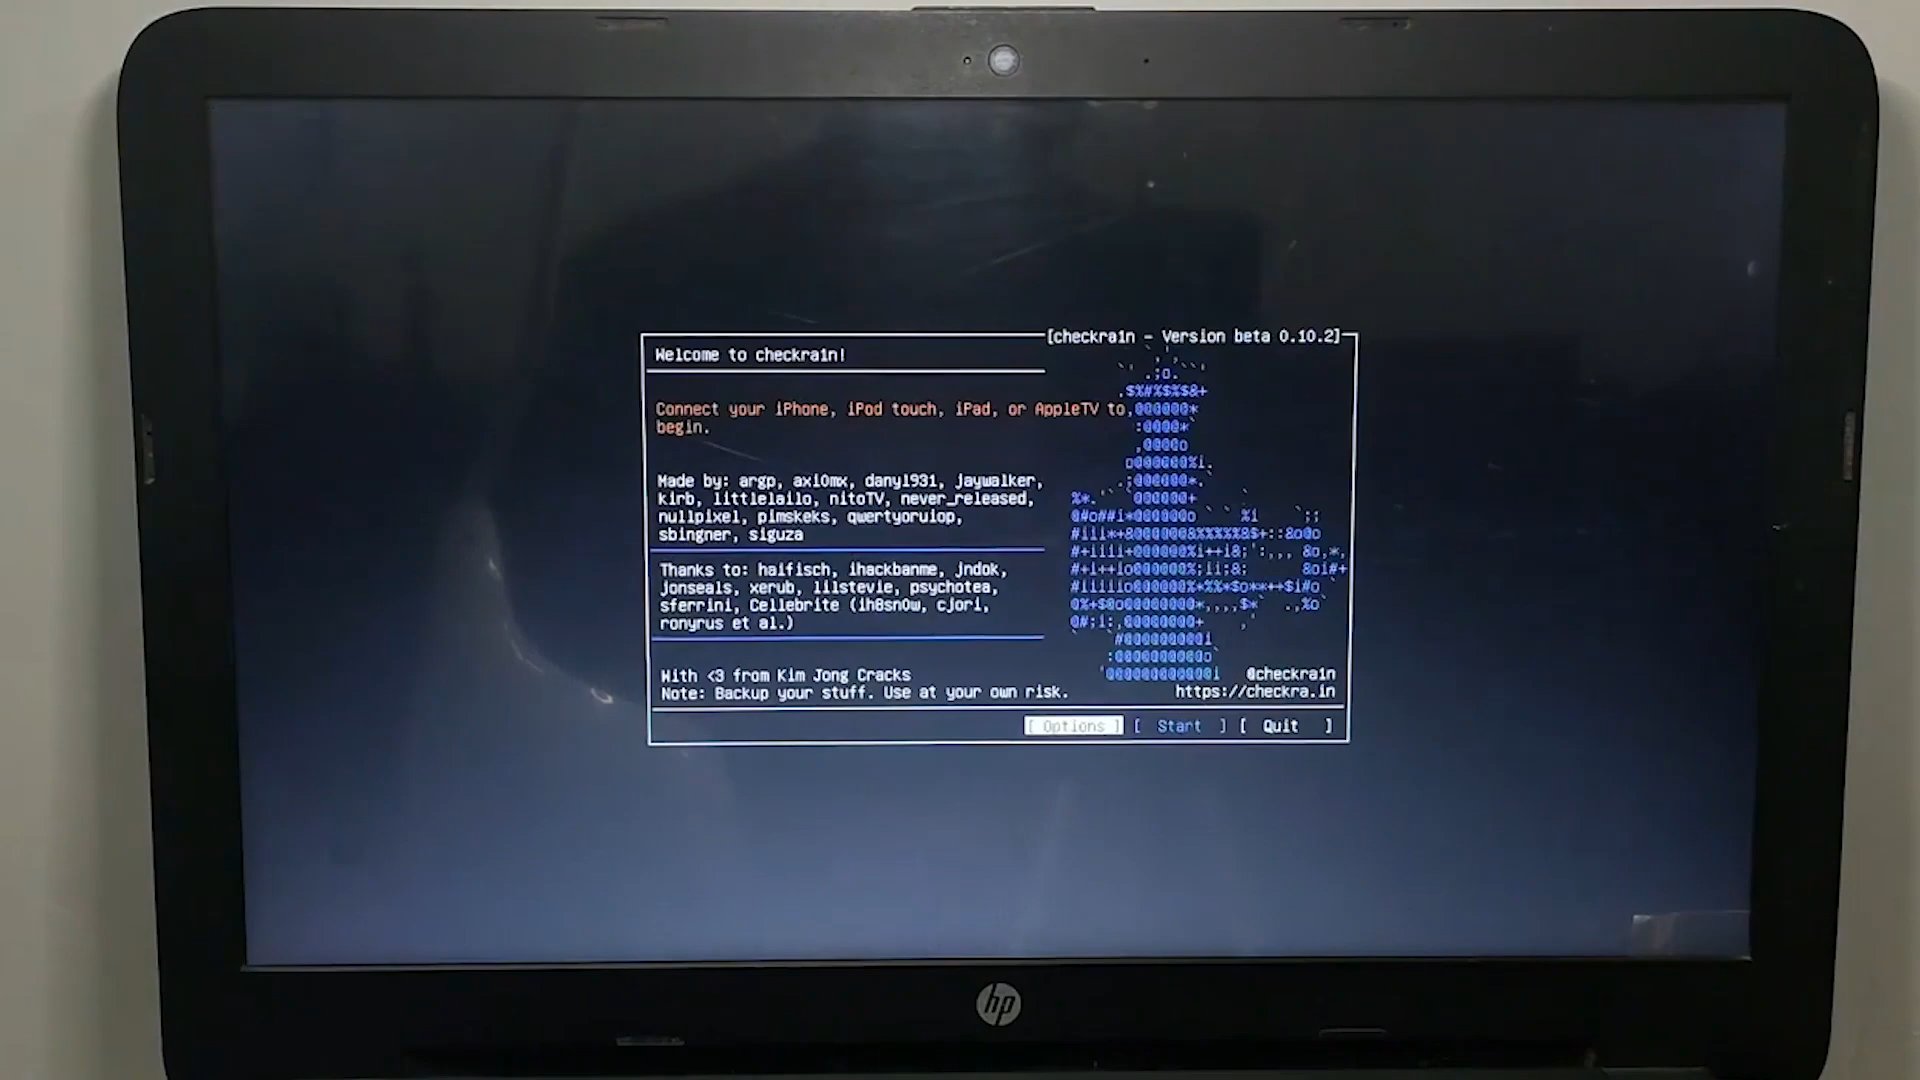 [checkra1n - Version beta 0.10.2]
Welcome to checkra1n!
Connect your iPhone, iPod touch, iPad, or AppleTV to
begin.
Made by: argp, axi0mx, danyl931, jaywalker,
kirb, littlelailo, nitoTV, never_released,
nullpixel, pimskeks, qwertyoruiop,
sbingner, siguza
Thanks to: haifisch, ihackbanme, jndok,
jonseals, xerub, lilstevie, psychotea,
sferrini, Cellebrite (ih8sn0w, cjori,
ronyrus et al.)
With <3 from Kim Jong Cracks
@checkra1n
Note: Backup your stuff. Use at your own risk.
https://checkra.in
[ Options ] [ Start ] [ Quit ]
hp